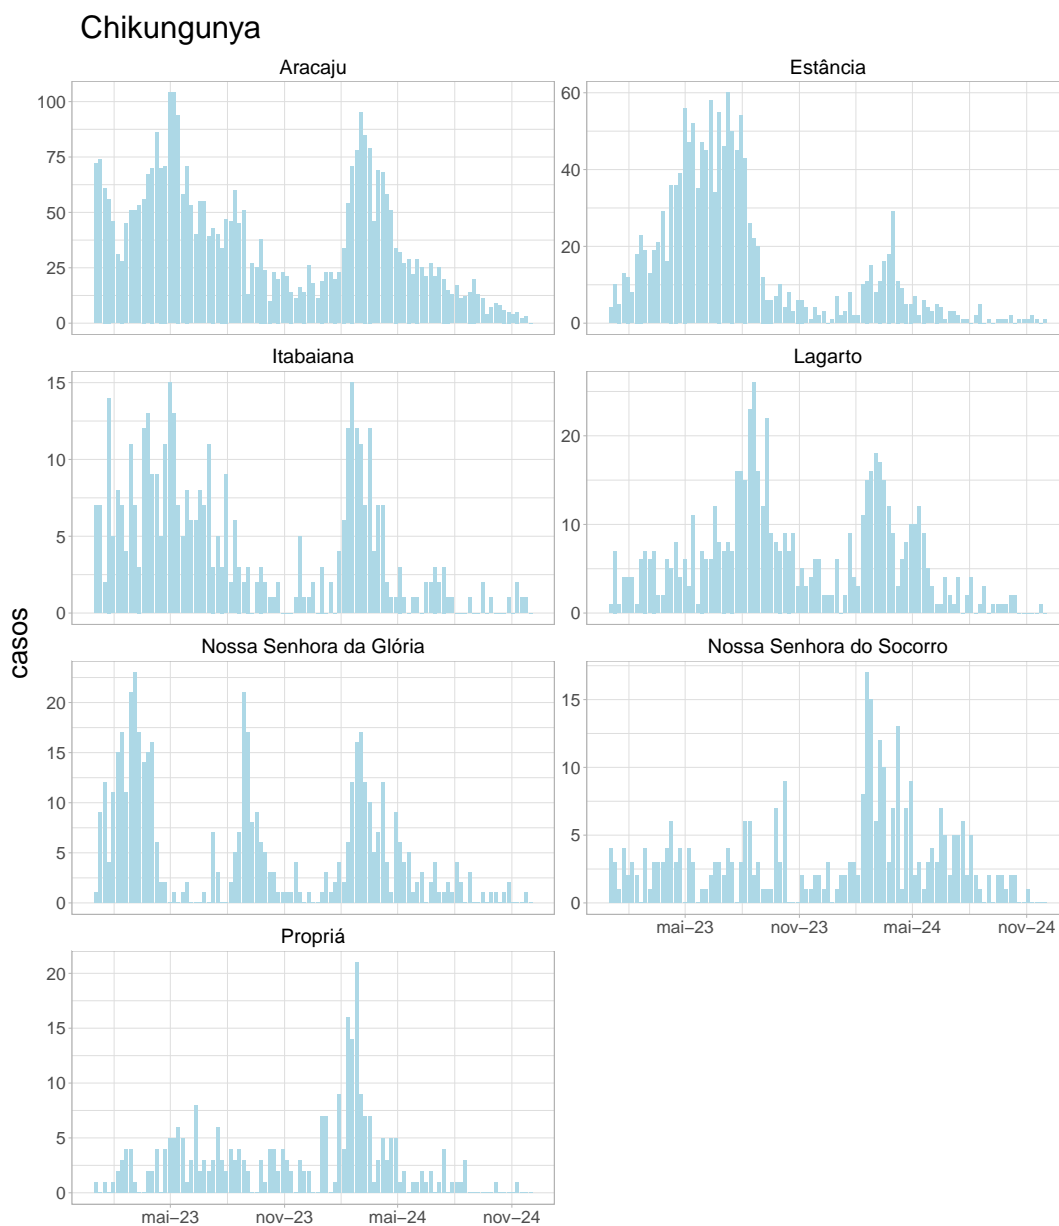 Chikungunya
Aracaju
Estância
100
75
50
25
0
60
40
20
0
Itabaiana
Lagarto
15
10
5
0
20
10
0
casos
Nossa Senhora da Glória
Nossa Senhora do Socorro
20
15
10
5
0
15
10
5
0
mai−23
nov−23
mai−24
nov−24
Propriá
20
15
10
5
0
mai−23
nov−23
mai−24
nov−24